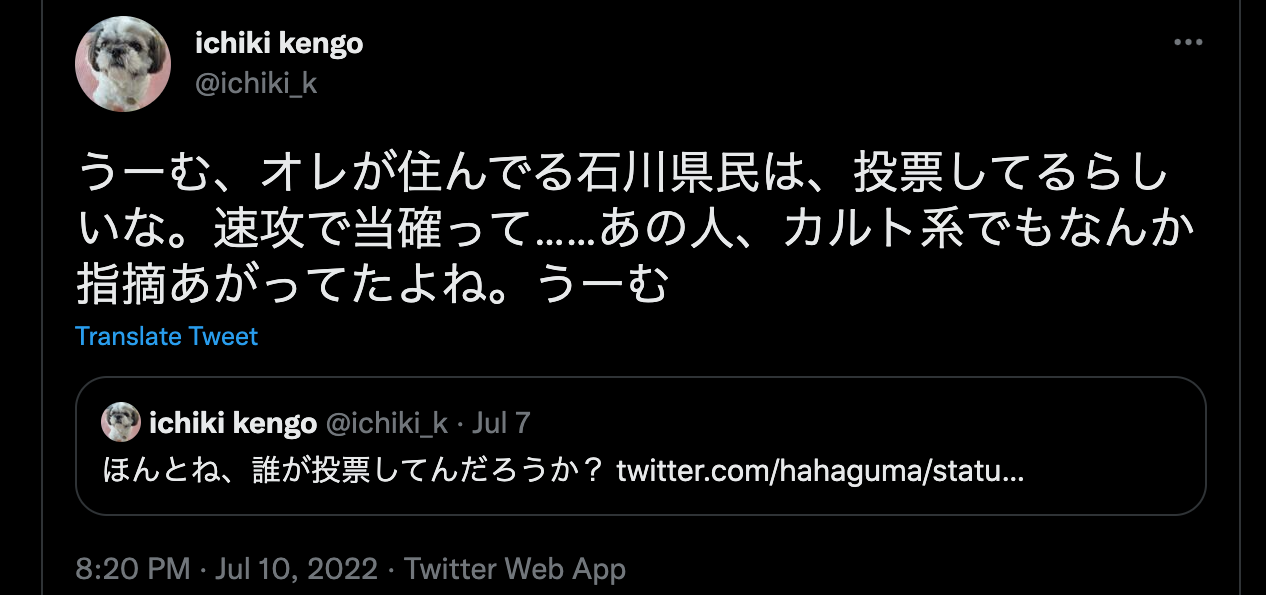 ichiki kengo
@ichiki_k
うーむ、オレが住んでる石川県民は、投票してるらし
いな。速攻で当確って……あの人、カルト系でもなんか
指摘あがってたよね。うーむ
Translate Tweet
ichiki kengo @ichiki_k · Jul 7
ほんとね、誰が投票してんだろうか？ twitter.com/hahaguma/statu...
8:20 PM · Jul 10, 2022 · Twitter Web App